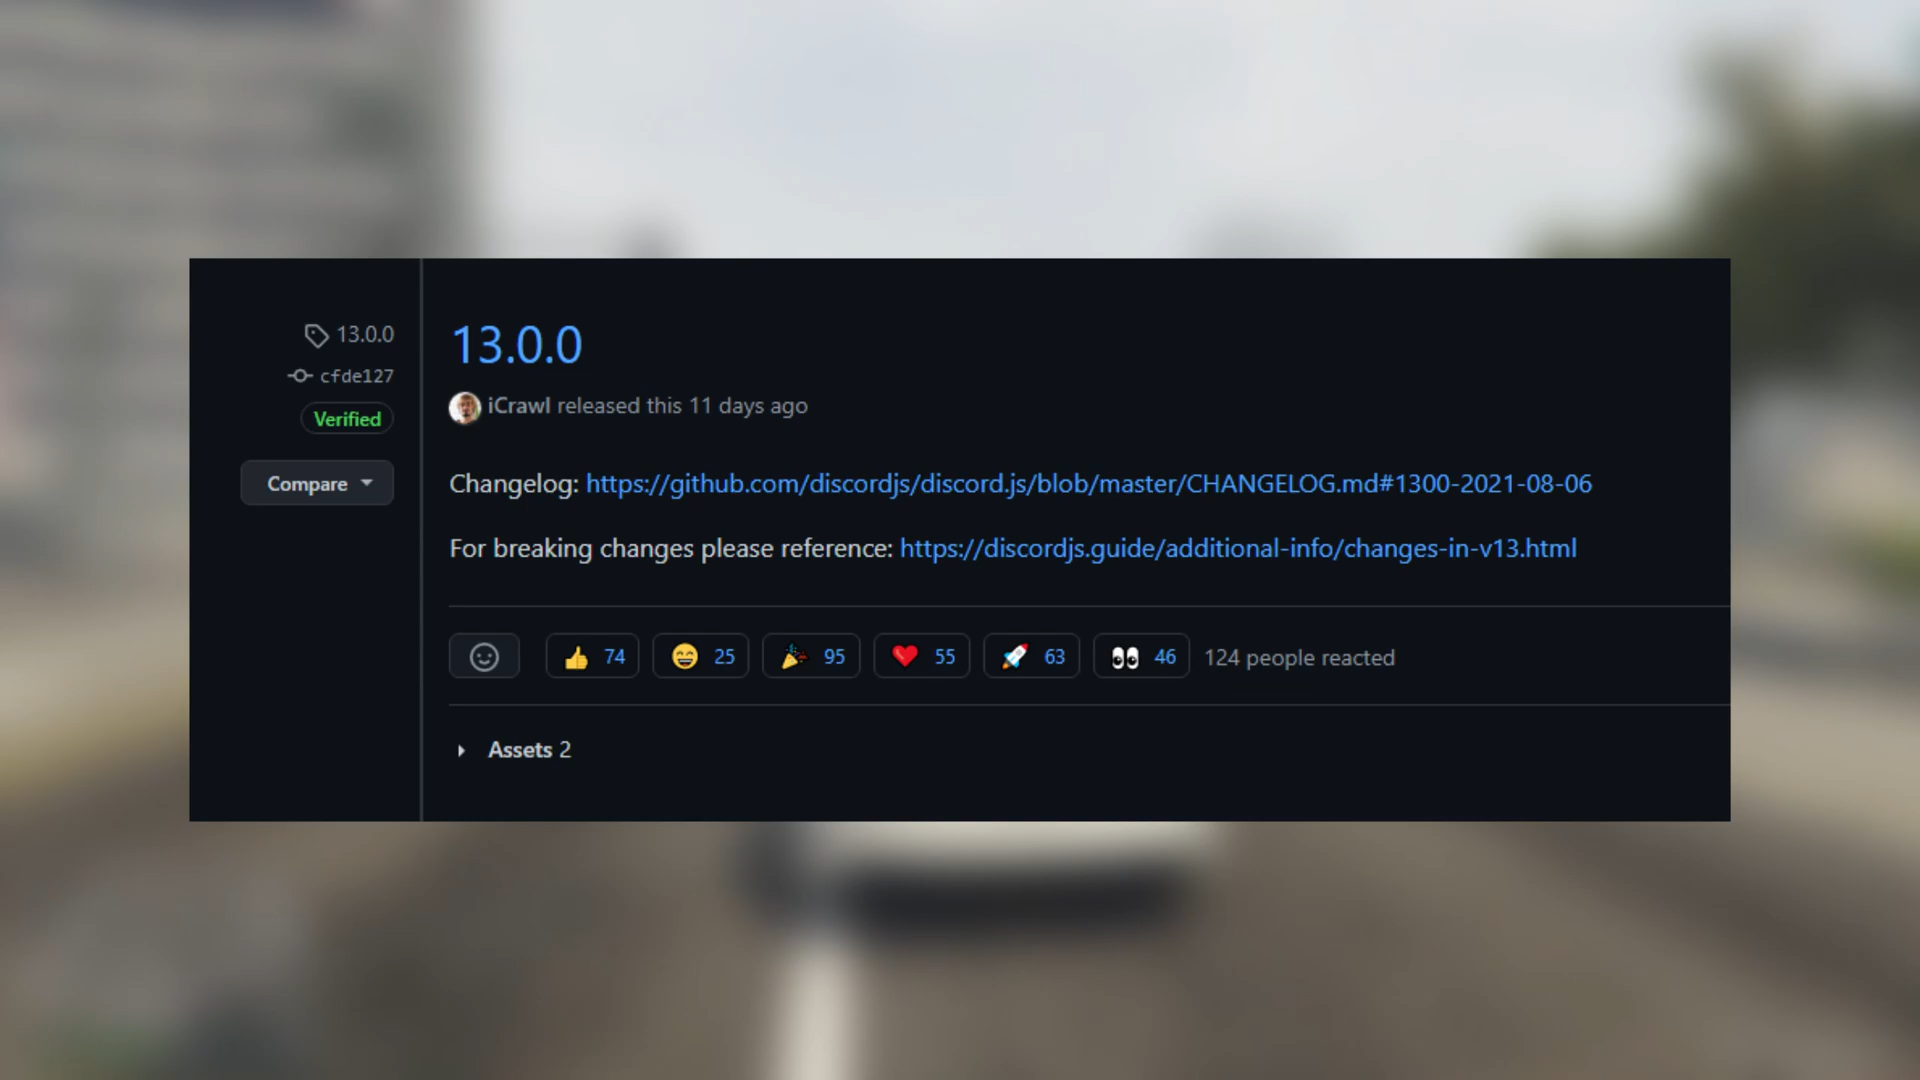 13.0.0
cfde127
Verified
Compare
13.0.0
iCrawl released this 11 days ago
Changelog: https://github.com/discordjs/discord.js/blob/master/CHANGELOG.md#1300-2021-08-06
For breaking changes please reference: https://discordjs.guide/additional-info/changes-in-v13.html
👍 74 😄 25 🎉 95 ❤️ 55 🚀 63 👀 46 124 people reacted
Assets 2